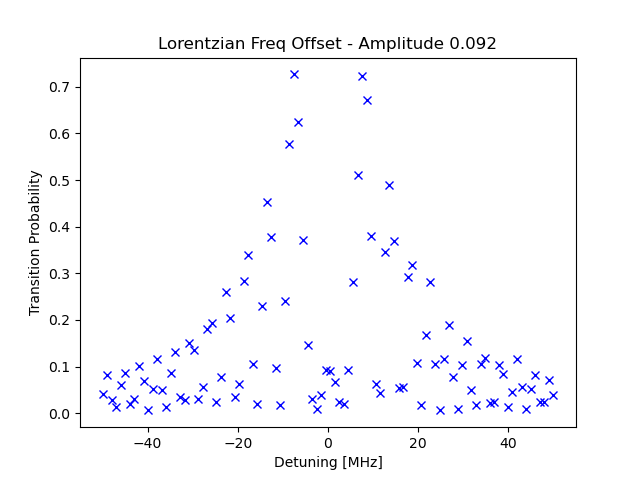 Lorentzian Freq Offset - Amplitude 0.092
Transition Probability
0.7
0.6
0.5
0.4
0.3
0.2
0.1
0.0
−40 −20 0 20 40
Detuning [MHz]